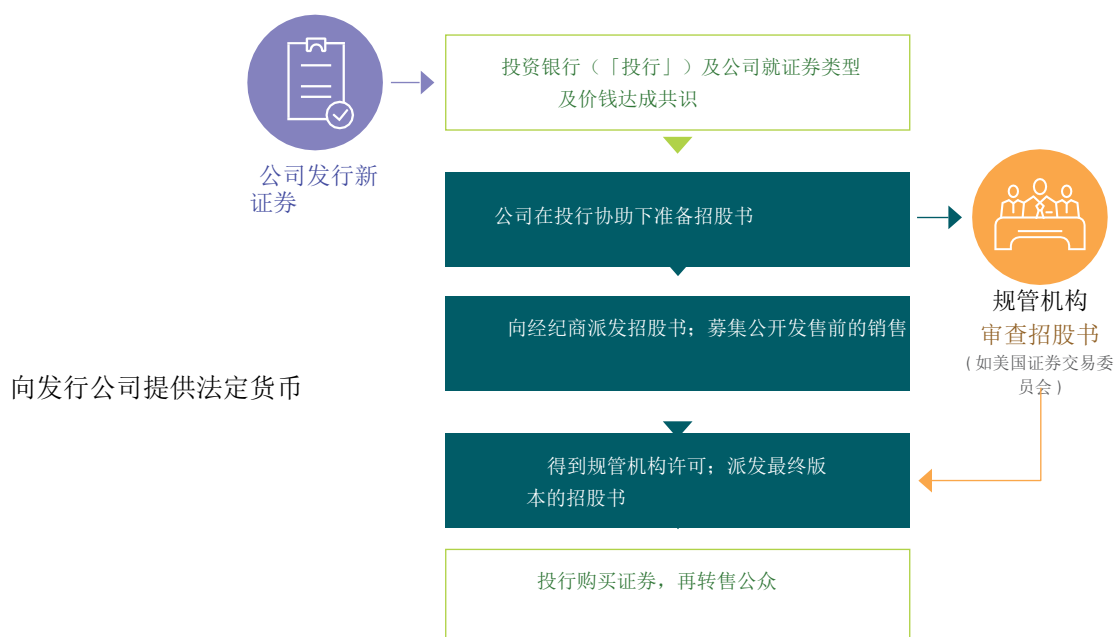 投资银行（「投行」）及公司就证券类型
及价钱达成共识
公司发行新
证券
公司在投行协助下准备招股书
规管机构
审查招股书
(如美国证券交易委
员会)
向经纪商派发招股书；募集公开发售前的销售
向发行公司提供法定货币
得到规管机构许可；派发最终版
本的招股书
投行购买证券，再转售公众